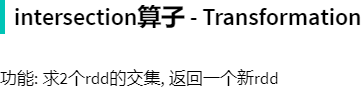 intersection算子 - Transformation
功能: 求2个rdd的交集, 返回一个新rdd